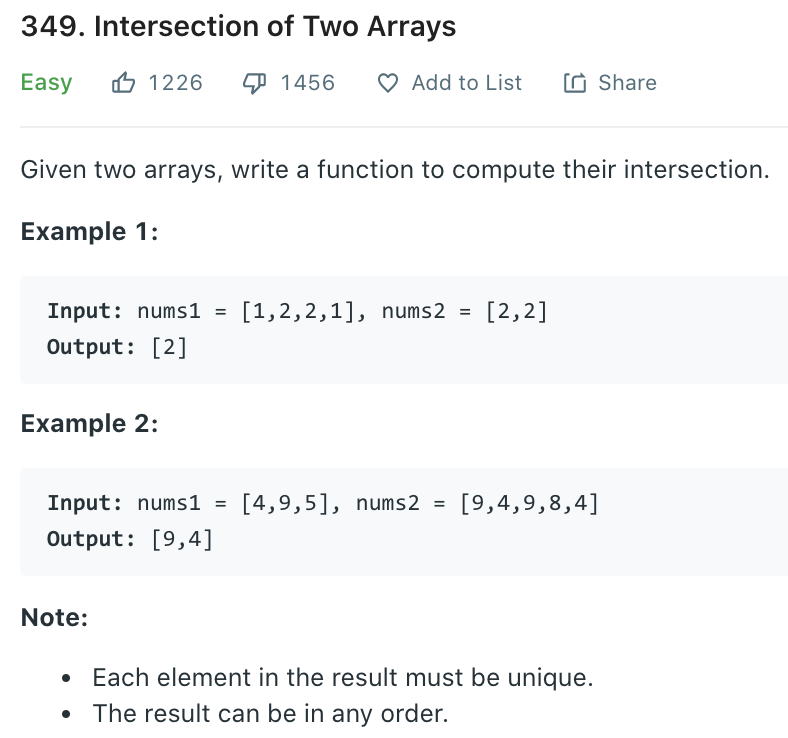 349. Intersection of Two Arrays
Easy 1226 1456 Add to List Share
Given two arrays, write a function to compute their intersection.
Example 1:
Input: nums1 = [1,2,2,1], nums2 = [2,2]
Output: [2]
Example 2:
Input: nums1 = [4,9,5], nums2 = [9,4,9,8,4]
Output: [9,4]
Note:
• Each element in the result must be unique.
• The result can be in any order.